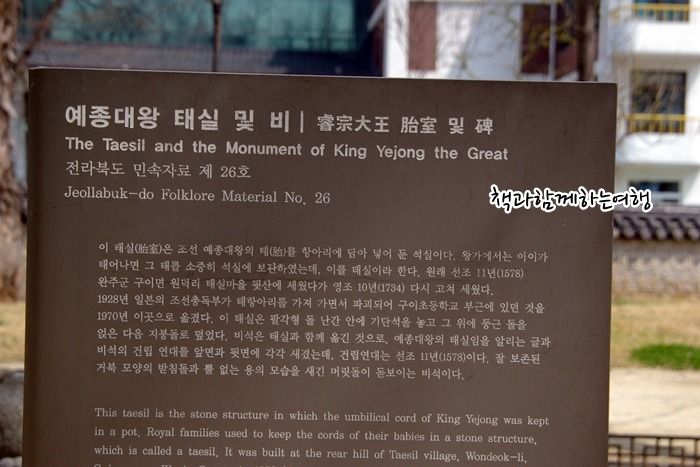 예종대왕 태실 및 비 | 睿宗大王 胎室 및 碑
The Taesil and the Monument of King Yejong the Great
전라북도 민속자료 제 26호
Jeollabuk-do Folklore Material No. 26
책과함께하는여행
이 태실(胎室)은 조선 예종대왕의 태(胎)를 항아리에 담아 넣어 둔 석실이다. 왕가에서는 아이가
태어나면 그 태를 소중히 석실에 보관하였는데, 이를 태실이라 한다. 원래 선조 11년(1578)
완주군 구이면 원덕리 태실마을 뒷산에 세웠다가 영조 10년(1734) 다시 고쳐 세웠다.
1928년 일본의 조선총독부가 태항아리를 가져 가면서 파괴되어 구이초등학교 부근에 있던 것을
1970년 이곳으로 옮겼다. 이 태실은 팔각형 돌 난간 안에 기단석을 놓고 그 위에 둥근 돌을
얹은 다음 지붕돌로 덮었다. 비석은 태실과 함께 옮긴 것으로, 예종대왕의 태실임을 알리는 글과
비석의 건립 연대를 앞면과 뒷면에 각각 새겼는데, 건립연대는 선조 11년(1578)이다. 잘 보존된
거북 모양의 받침돌과 뿔 없는 용의 모습을 새긴 머릿돌이 돋보이는 비석이다.
This taesil is the stone structure in which the umbilical cord of King Yejong was kept
in a pot. Royal families used to keep the cords of their babies in a stone structure,
which is called a taesil. It was built at the rear hill of Taesil village, Wondeok-li,